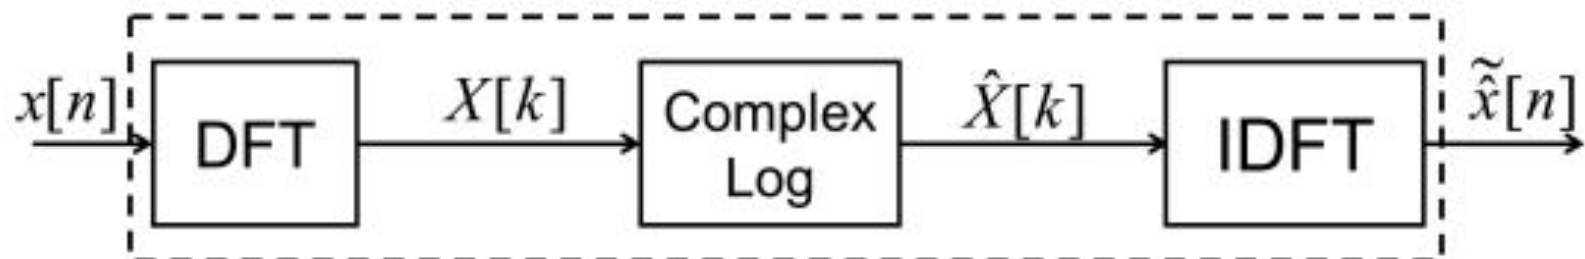 x[n]
DFT
X[k]
Complex
Log
X̂[k]
IDFT
x̂̃[n]